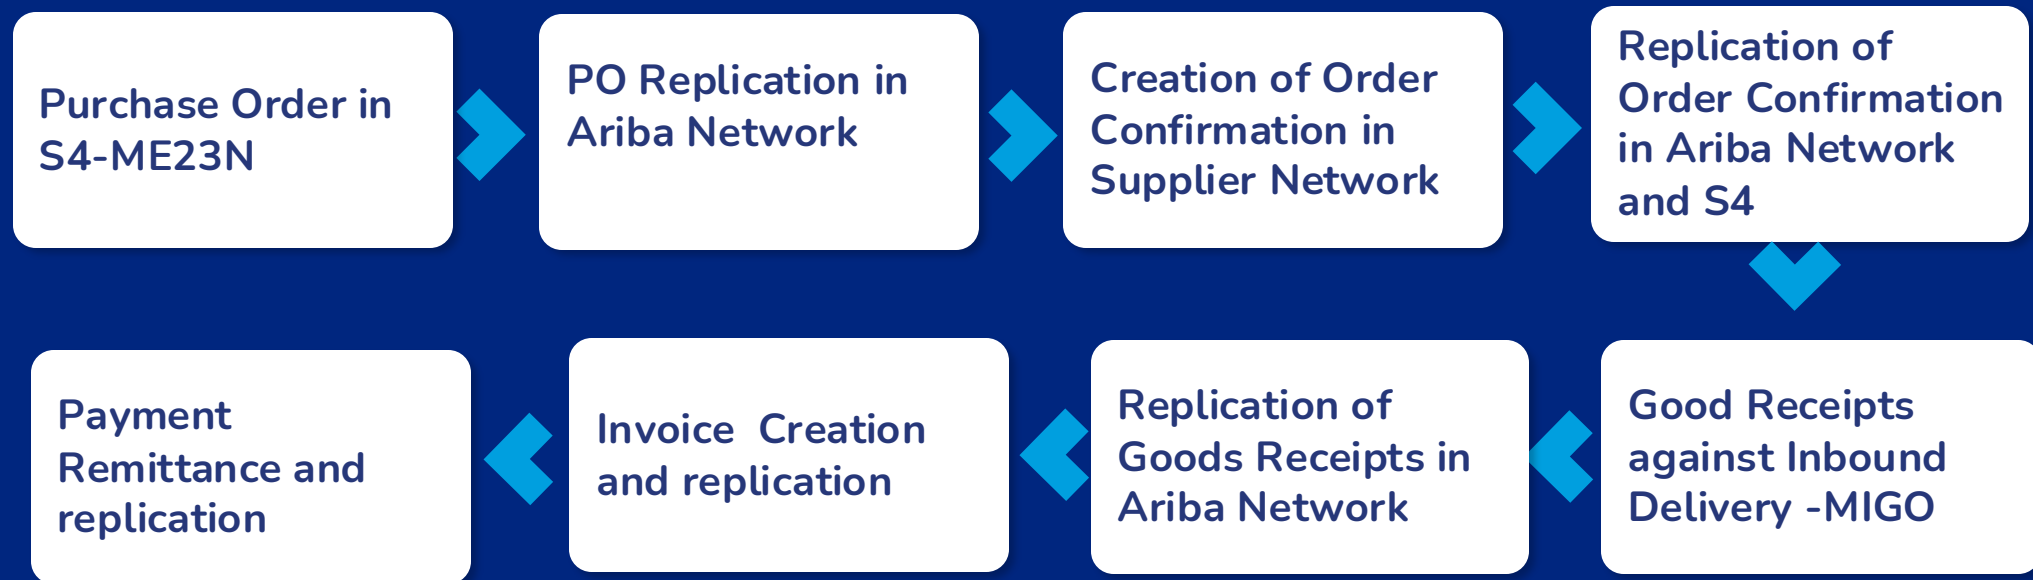 Purchase Order in
S4-ME23N
PO Replication in
Ariba Network
Creation of Order
Confirmation in
Supplier Network
Replication of
Order Confirmation
in Ariba Network
and S4
Good Receipts
against Inbound
Delivery -MIGO
Replication of
Goods Receipts in
Ariba Network
Invoice  Creation
and replication
Payment
Remittance and
replication